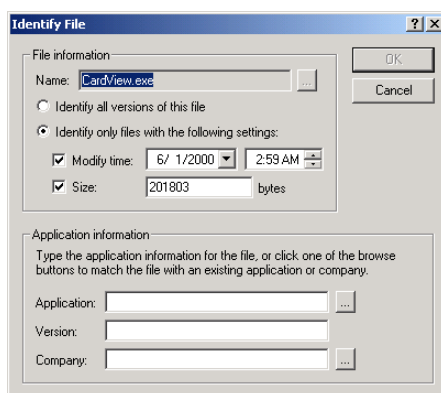 Identify File
File information
OK
Name: CardView.exe ...
Cancel
Identify all versions of this file
Identify only files with the following settings:
Modify time: 6/ 1/2000 2:59 AM
Size: 201803 bytes
Application information
Type the application information for the file, or click one of the browse
buttons to match the file with an existing application or company.
Application: ...
Version:
Company: ...